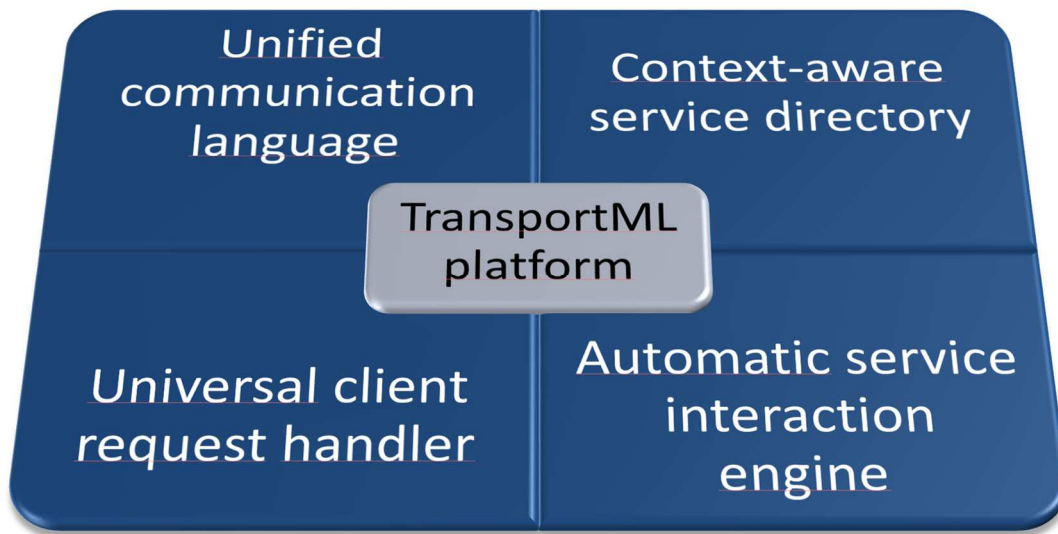 Unified
communication
language
Context-aware
service directory
TransportML
platform
Universal client
request handler
Automatic service
interaction
engine